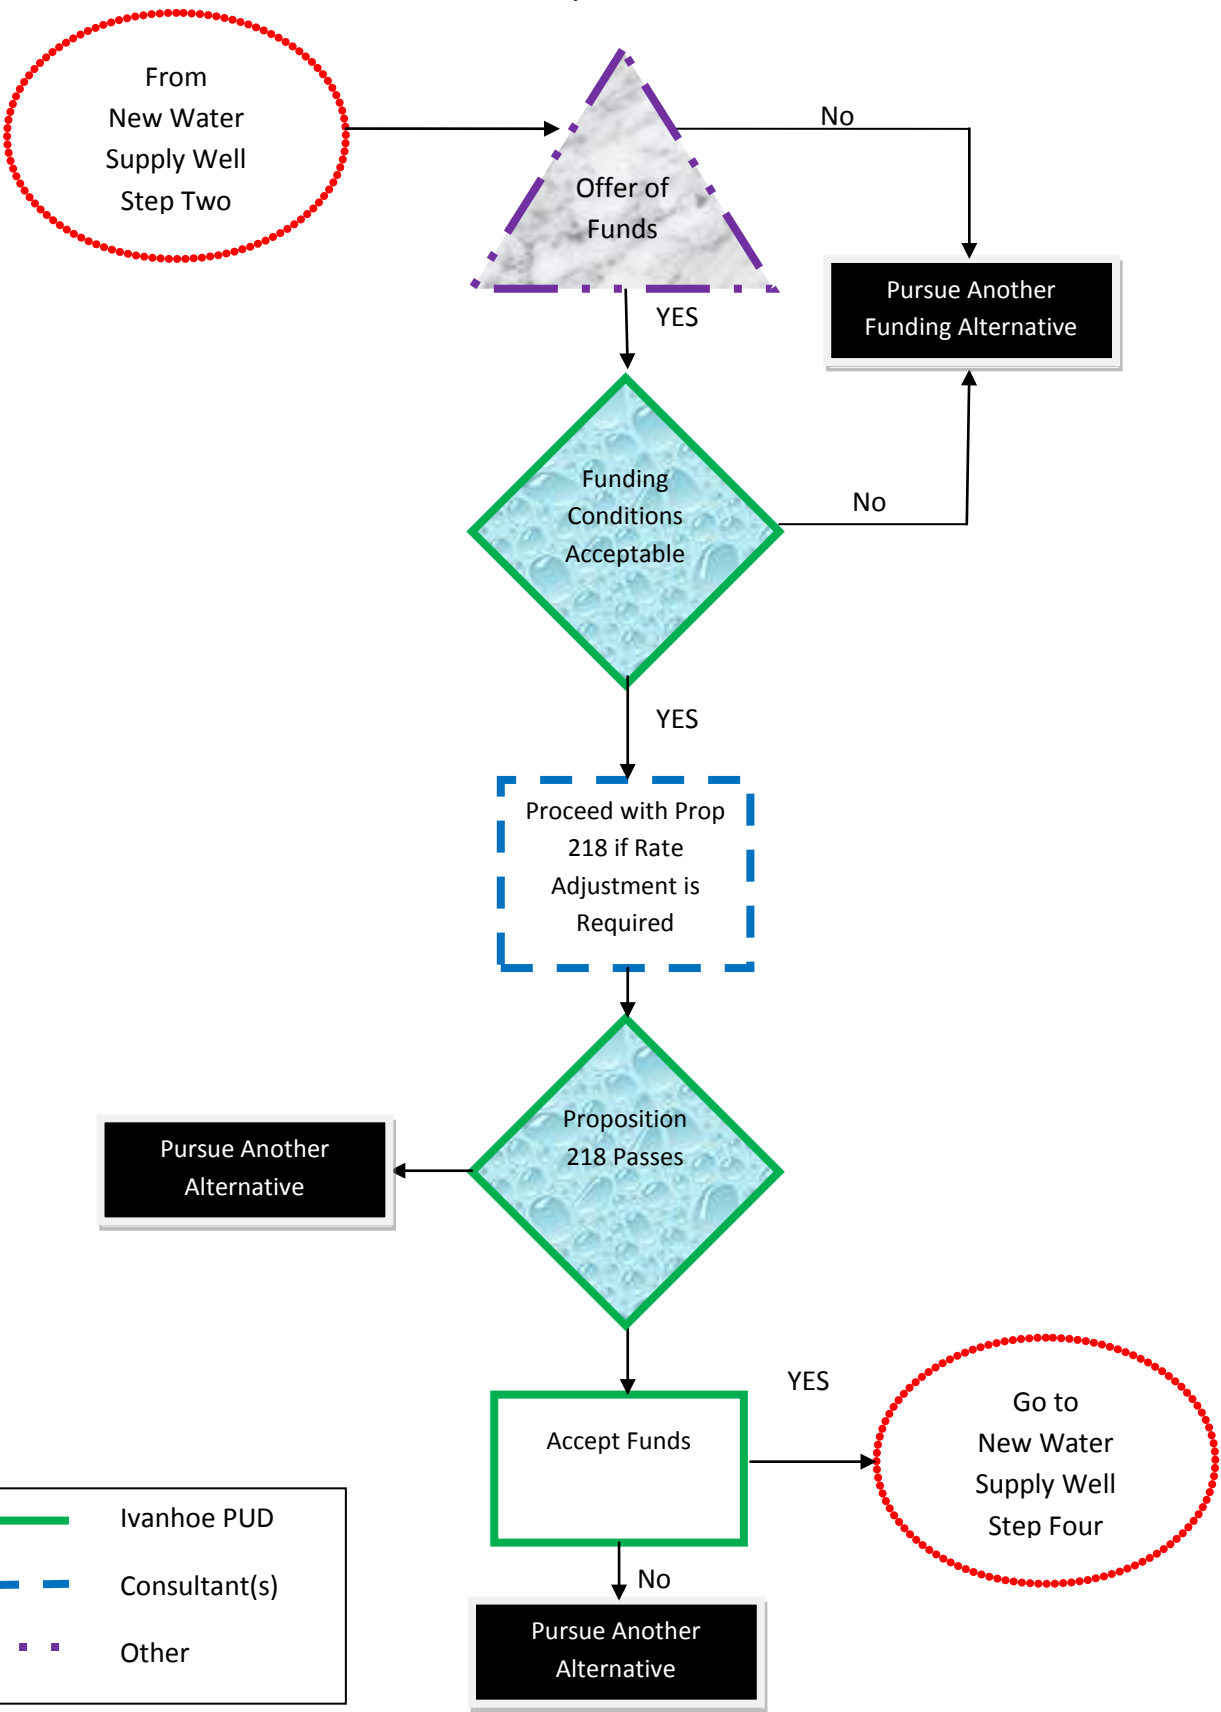 From
New Water
Supply Well
Step Two
No
Offer of
Funds
Pursue Another
Funding Alternative
YES
Funding
Conditions
Acceptable
No
YES
Proceed with Prop
218 if Rate
Adjustment is
Required
Proposition
218 Passes
Pursue Another
Alternative
YES
Accept Funds
Go to
New Water
Supply Well
Step Four
No
Pursue Another
Alternative
Ivanhoe PUD
Consultant(s)
Other